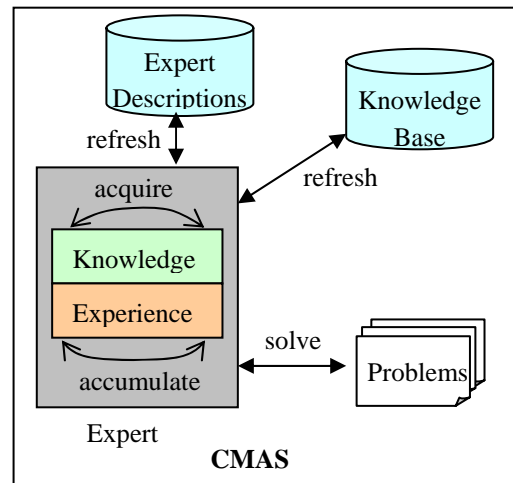 Expert
Descriptions
Knowledge
Base
refresh
refresh
acquire
Knowledge
Experience
accumulate
solve
Problems
Expert
CMAS